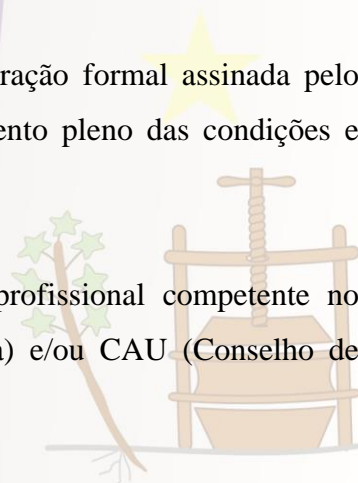 ração formal assinada pelo
ento pleno das condições e
profissional competente no
a) e/ou CAU (Conselho de